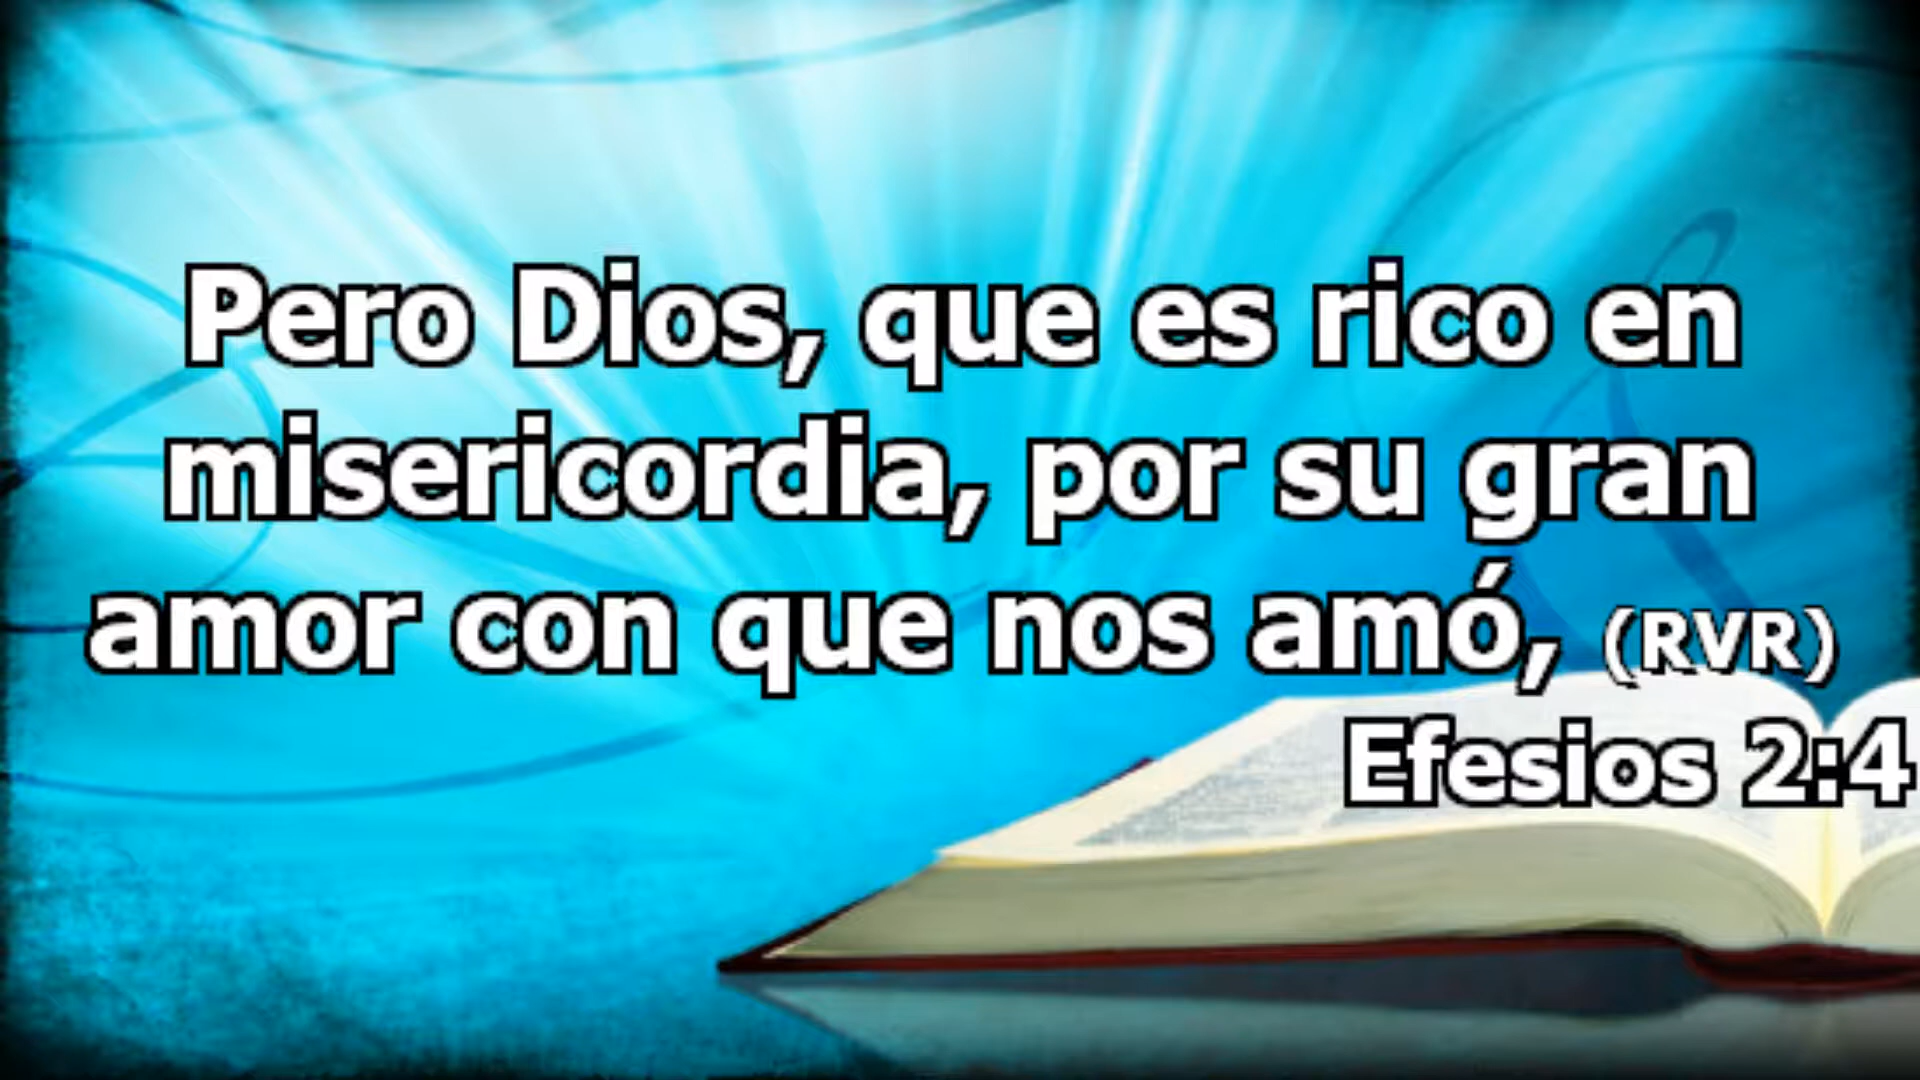 Pero Dios, que es rico en
misericordia, por su gran
amor con que nos amó, (RVR)
Efesios 2:4